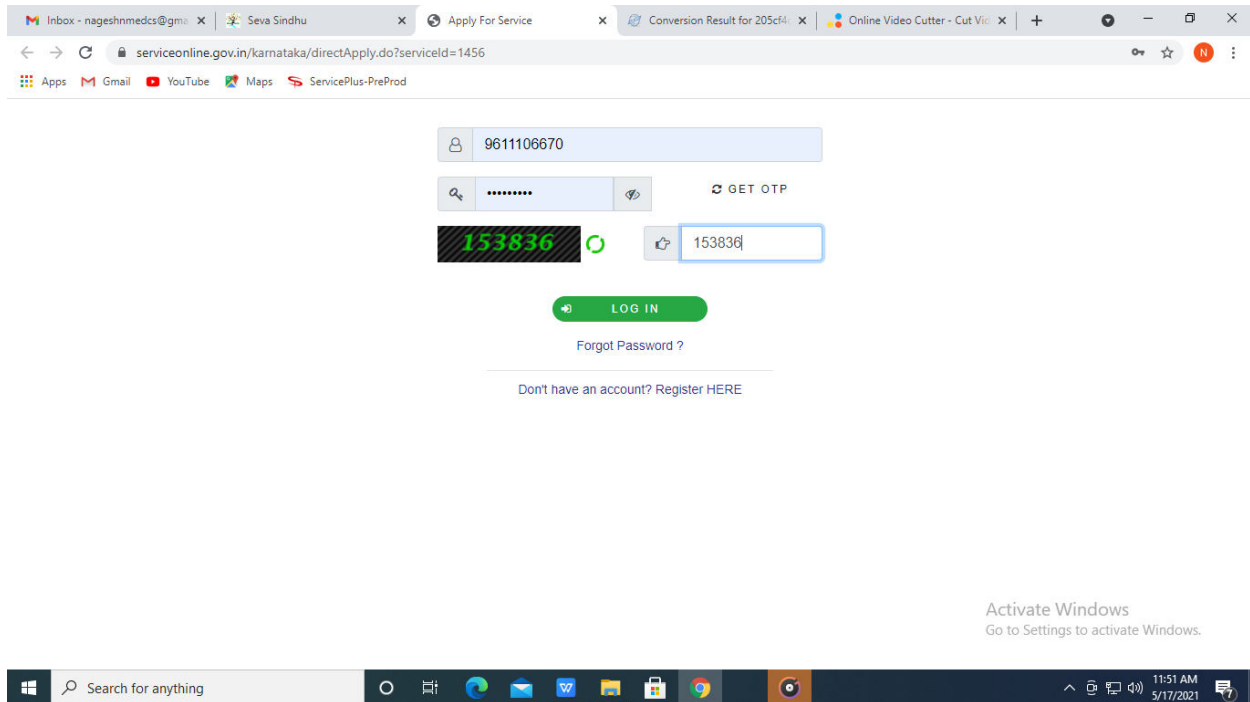 Inbox - nageshnmedcs@gma
Seva Sindhu
Apply For Service
Conversion Result for 205cf4
Online Video Cutter - Cut Vid
serviceonline.gov.in/karnataka/directApply.do?serviceId=1456
N
Apps
Gmail
YouTube
Maps
ServicePlus-PreProd
9611106670
•••••••••
GET OTP
153836
153836
LOG IN
Forgot Password ?
Don't have an account? Register HERE
Activate Windows
Go to Settings to activate Windows.
Search for anything
W
11:51 AM
5/17/2021
7